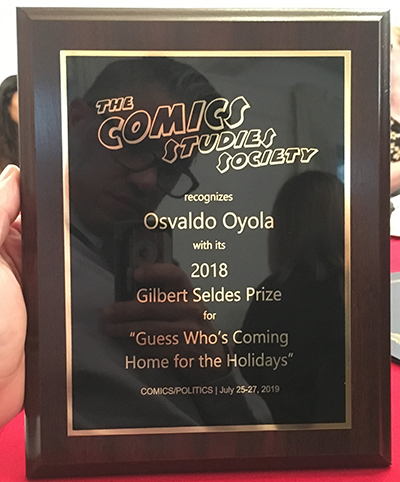 THE
COMICS
STUDIES
SOCIETY
recognizes
Osvaldo Oyola
with its
2018
Gilbert Seldes Prize
for
“Guess Who’s Coming
Home for the Holidays”
COMICS/POLITICS | July 25-27, 2019